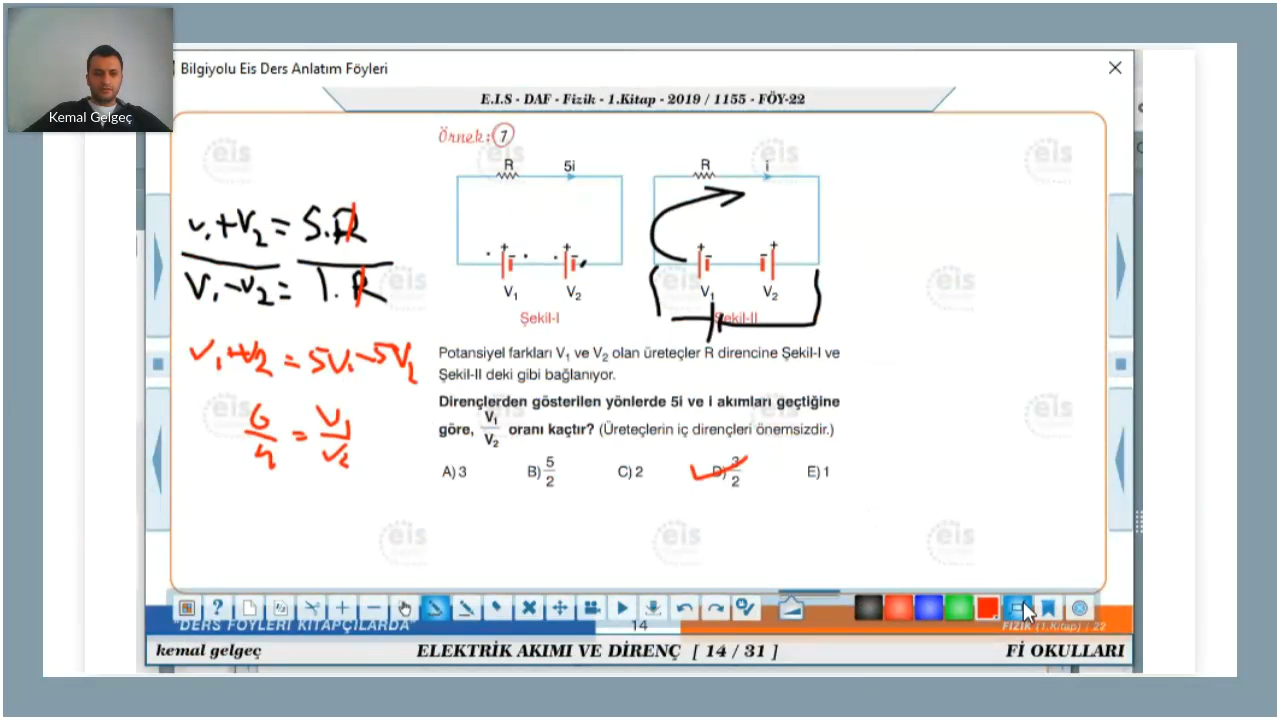 Kemal Gelgeç
Bilgiyolu Eis Ders Anlatım Föyleri
E.I.S - DAF - Fizik - 1.Kitap - 2019 / 1155 - FÖY-22
Örnek: 7
R 5i
R i
V₁ + V₂ = 5.R
V₁ - V₂ = 1.R
V₁ + V₂ = 5V₁ - 5V₂
6/4 = V₁/V₂
+ +
+ - - +
V₁ V₂
V₁ V₂
Şekil-I
Şekil-II
Potansiyel farkları V₁ ve V₂ olan üreteçler R direncine Şekil-I ve
Şekil-II deki gibi bağlanıyor.
Dirençlerden gösterilen yönlerde 5i ve i akımları geçtiğine
göre, V₁/V₂ oranı kaçtır? (Üreteçlerin iç dirençleri önemsizdir.)
A) 3 B) 5/2 C) 2 D) 3/2 E) 1
eis
"DERS FÖYLERİ KİTAPÇILARDA"
14
FİZİK (1.Kitap) / 22
kemal gelgeç
ELEKTRİK AKIMI VE DİRENÇ [ 14 / 31 ]
Fİ OKULLARI